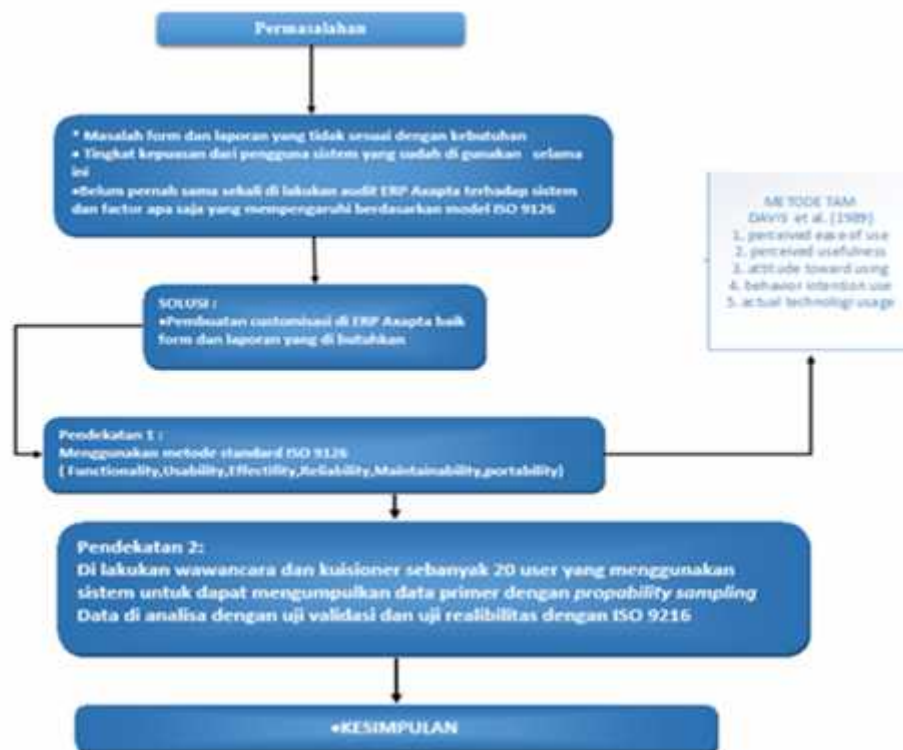 Permasalahan
* Masalah form dan laporan yang tidak sesuai dengan kebutuhan
• Tingkat kepuasan dari pengguna sistem yang sudah di gunakan selama
ini
•Belum pernah sama sekali di lakukan audit ERP Axapta terhadap sistem
dan factor apa saja yang mempengaruhi berdasarkan model ISO 9126
METODE TAM
DAVIS et al. (1989)
1. perceived ease of use
2. perceived usefulness
3. attitude toward using
4. behavior intention use
5. actual technologi usage
SOLUSI :
•Pembuatan customisasi di ERP Axapta baik
form dan laporan yang di butuhkan
Pendekatan 1 :
Menggunakan metode standard ISO 9126
( Functionality,Usability,Effectility,Reliability,Maintainability,portability)
Pendekatan 2:
Di lakukan wawancara dan kuisioner sebanyak 20 user yang menggunakan
sistem untuk dapat mengumpulkan data primer dengan propability sampling
Data di analisa dengan uji validasi dan uji realibilitas dengan ISO 9216
•KESIMPULAN